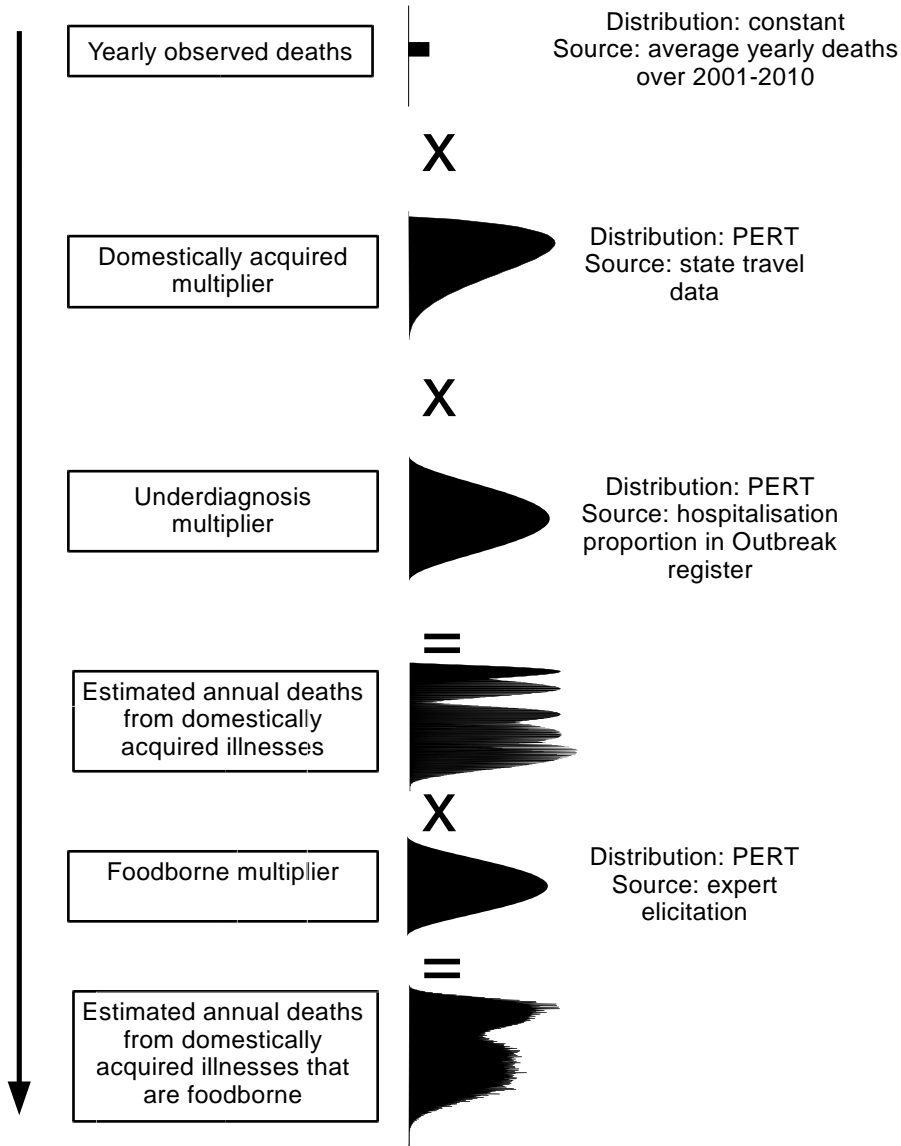 Yearly observed deaths
Distribution: constant
Source: average yearly deaths
over 2001-2010
X
Domestically acquired
multiplier
Distribution: PERT
Source: state travel
data
X
Underdiagnosis
multiplier
Distribution: PERT
Source: hospitalisation
proportion in Outbreak
register
=
Estimated annual deaths
from domestically
acquired illnesses
X
Foodborne multiplier
Distribution: PERT
Source: expert
elicitation
=
Estimated annual deaths
from domestically
acquired illnesses that
are foodborne